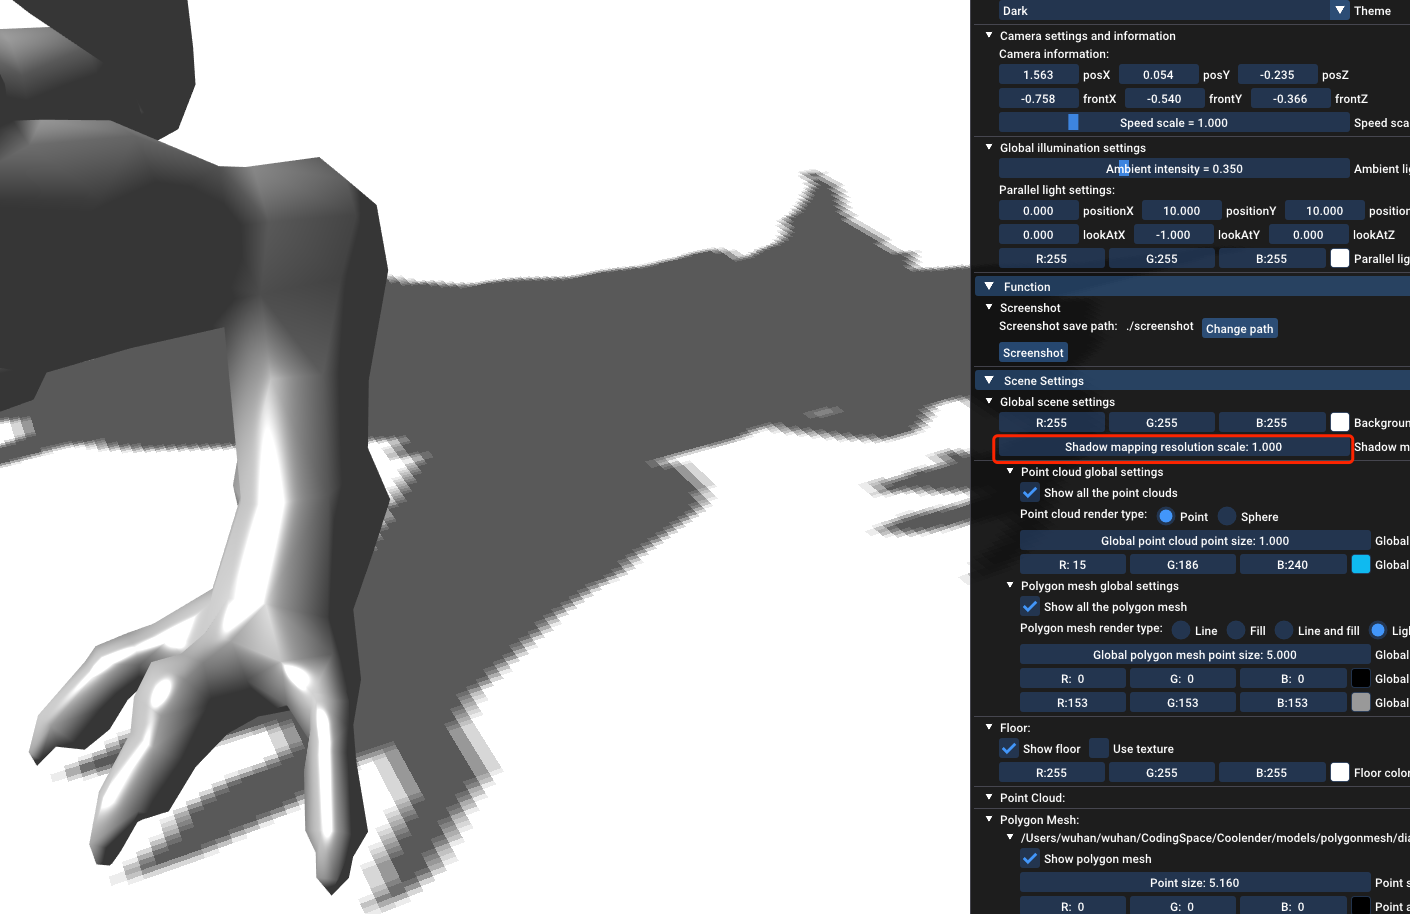 Dark Theme
Camera settings and information
Camera information:
1.563 posX 0.054 posY -0.235 posZ
-0.758 frontX -0.540 frontY -0.366 frontZ
Speed scale = 1.000 Speed sca
Global illumination settings
Ambient intensity = 0.350 Ambient li
Parallel light settings:
0.000 positionX 10.000 positionY 10.000 position
0.000 lookAtX -1.000 lookAtY 0.000 lookAtZ
R:255 G:255 B:255 Parallel lig
Function
Screenshot
Screenshot save path: ./screenshot Change path
Screenshot
Scene Settings
Global scene settings
R:255 G:255 B:255 Backgroun
Shadow mapping resolution scale: 1.000 Shadow m
Point cloud global settings
Show all the point clouds
Point cloud render type: Point Sphere
Global point cloud point size: 1.000 Global
R: 15 G:186 B:240 Global
Polygon mesh global settings
Show all the polygon mesh
Polygon mesh render type: Line Fill Line and fill Ligh
Global polygon mesh point size: 5.000 Global
R: 0 G: 0 B: 0 Global
R:153 G:153 B:153 Global
Floor:
Show floor Use texture
R:255 G:255 B:255 Floor color
Point Cloud:
Polygon Mesh:
/Users/wuhan/wuhan/CodingSpace/Coolender/models/polygonmesh/dia
Show polygon mesh
Point size: 5.160 Point s
R: 0 G: 0 B: 0 Point a